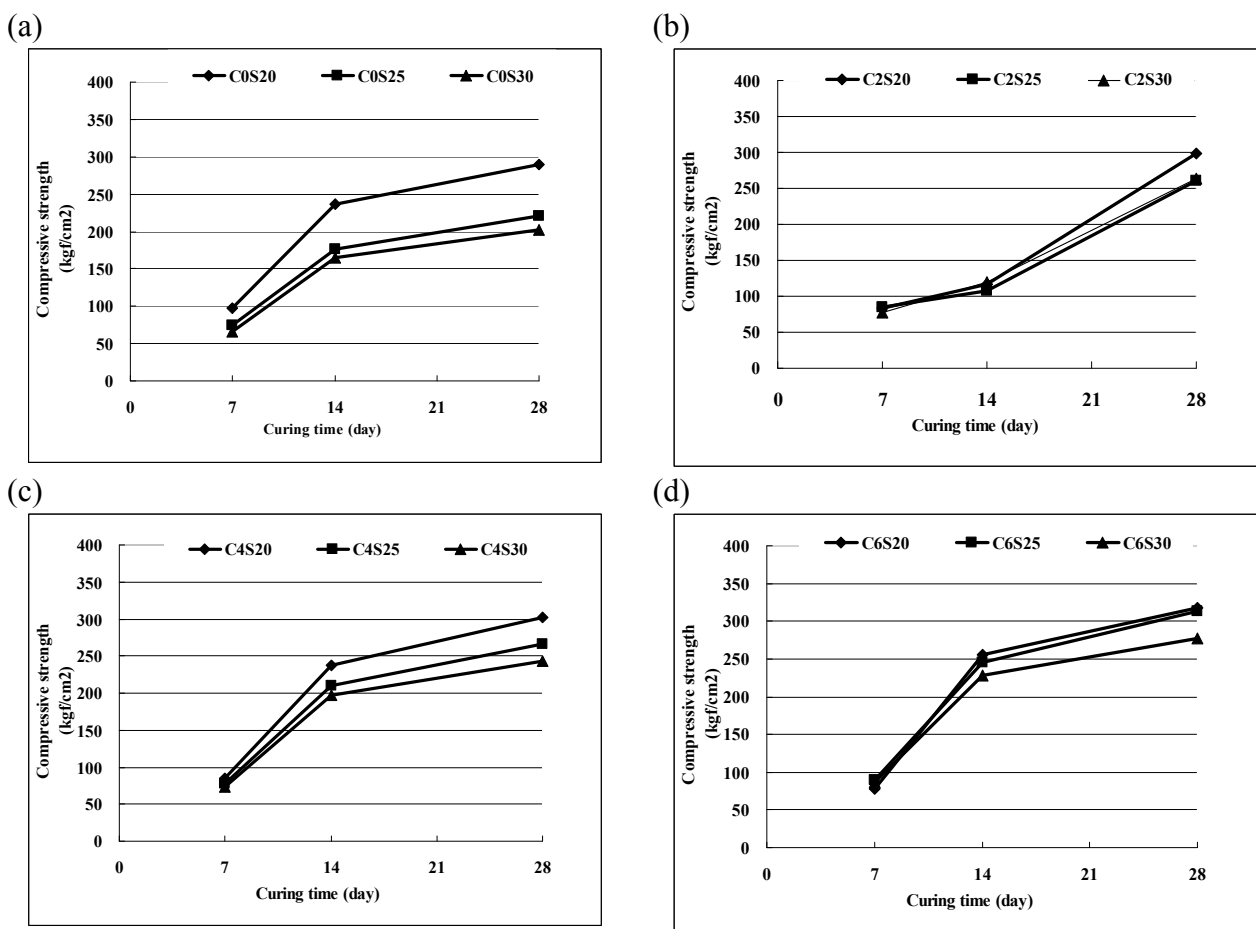 (a)
C0S20 C0S25 C0S30
400
350
300
250
200
150
100
50
0
Compressive strength
(kgf/cm2)
0 7 14 21 28
Curing time (day)
(b)
C2S20 C2S25 C2S30
400
350
300
250
200
150
100
50
0
Compressive strength
(kgf/cm2)
0 7 14 21 28
Curing time (day)
(c)
C4S20 C4S25 C4S30
400
350
300
250
200
150
100
50
0
Compressive strength
(kgf/cm2)
0 7 14 21 28
Curing time (day)
(d)
C6S20 C6S25 C6S30
400
350
300
250
200
150
100
50
0
Compressive strength
(kgf/cm2)
0 7 14 21 28
Curing time (day)